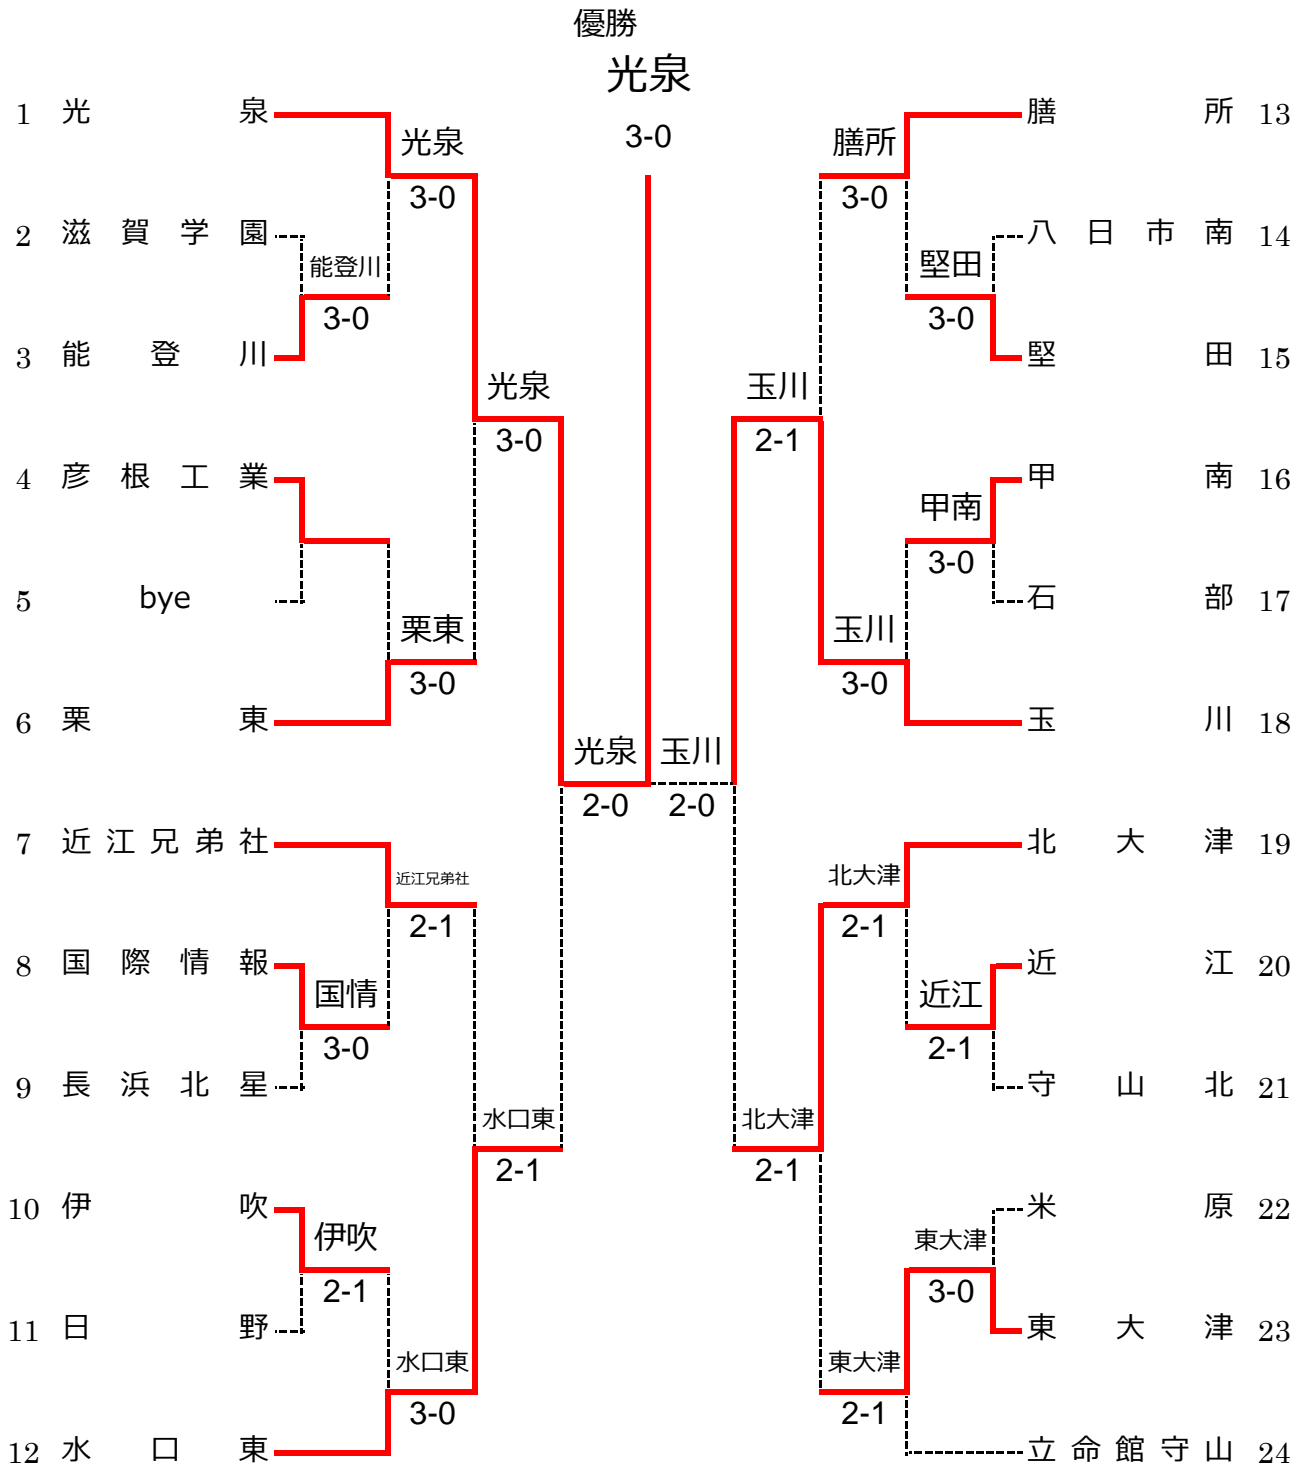 優勝
光泉
3-0
1 光泉
2 滋賀学園
3 能登川
4 彦根工業
5 bye
6 栗東
7 近江兄弟社
8 国際情報
9 長浜北星
10 伊吹
11 日野
12 水口東
光泉
3-0
能登川
3-0
光泉
3-0
栗東
3-0
光泉
2-0
近江兄弟社
2-1
国情
3-0
水口東
2-1
伊吹
2-1
水口東
3-0
膳所
3-0
堅田
3-0
玉川
2-1
甲南
3-0
玉川
3-0
玉川
2-0
北大津
2-1
近江
2-1
北大津
2-1
東大津
3-0
東大津
2-1
膳所 13
八日市南 14
堅田 15
甲南 16
石部 17
玉川 18
北大津 19
近江 20
守山北 21
米原 22
東大津 23
立命館守山 24